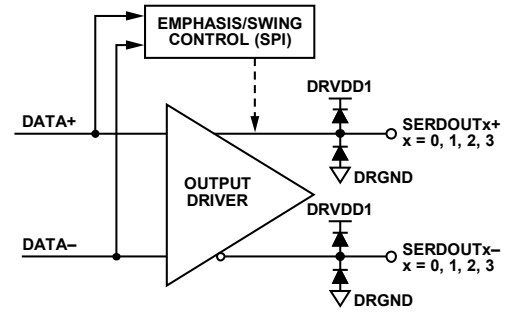 EMPHASIS/SWING
CONTROL (SPI)
DATA+
DRVDD1
SERDOUTx+
x = 0, 1, 2, 3
DRGND
OUTPUT
DRIVER
DATA−
DRVDD1
SERDOUTx−
x = 0, 1, 2, 3
DRGND